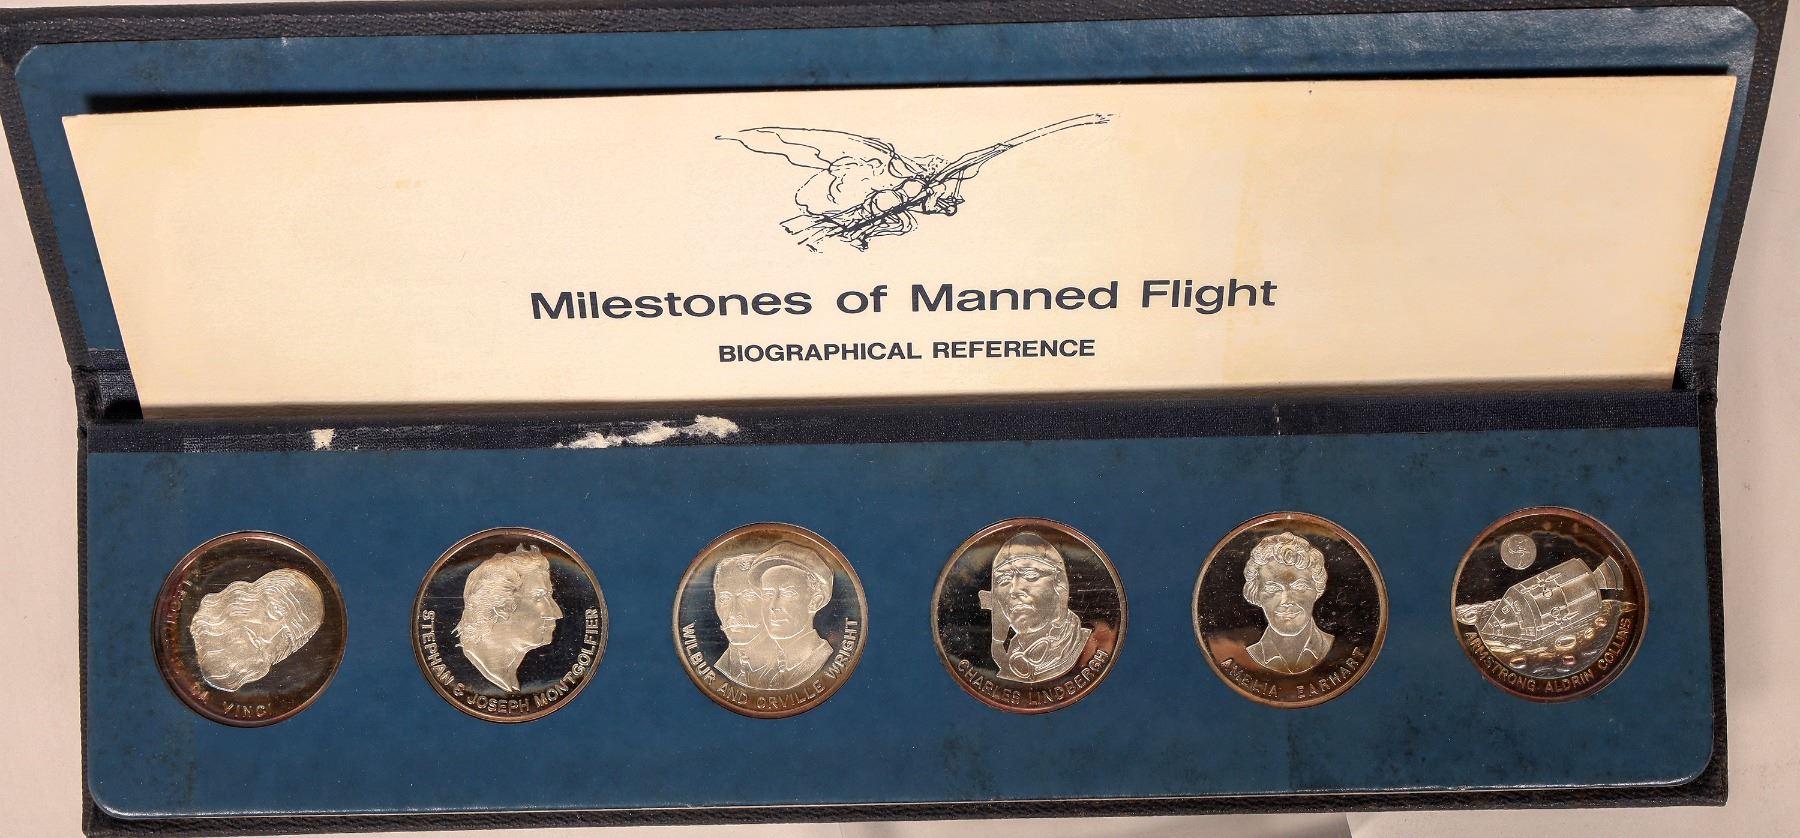 Milestones of Manned Flight
BIOGRAPHICAL REFERENCE
DA VINCI
STEPHAN & JOSEPH MONTGOLFIER
WILBUR AND ORVILLE WRIGHT
CHARLES LINDBERGH
AMELIA EARHART
ARMSTRONG ALDRIN COLLINS